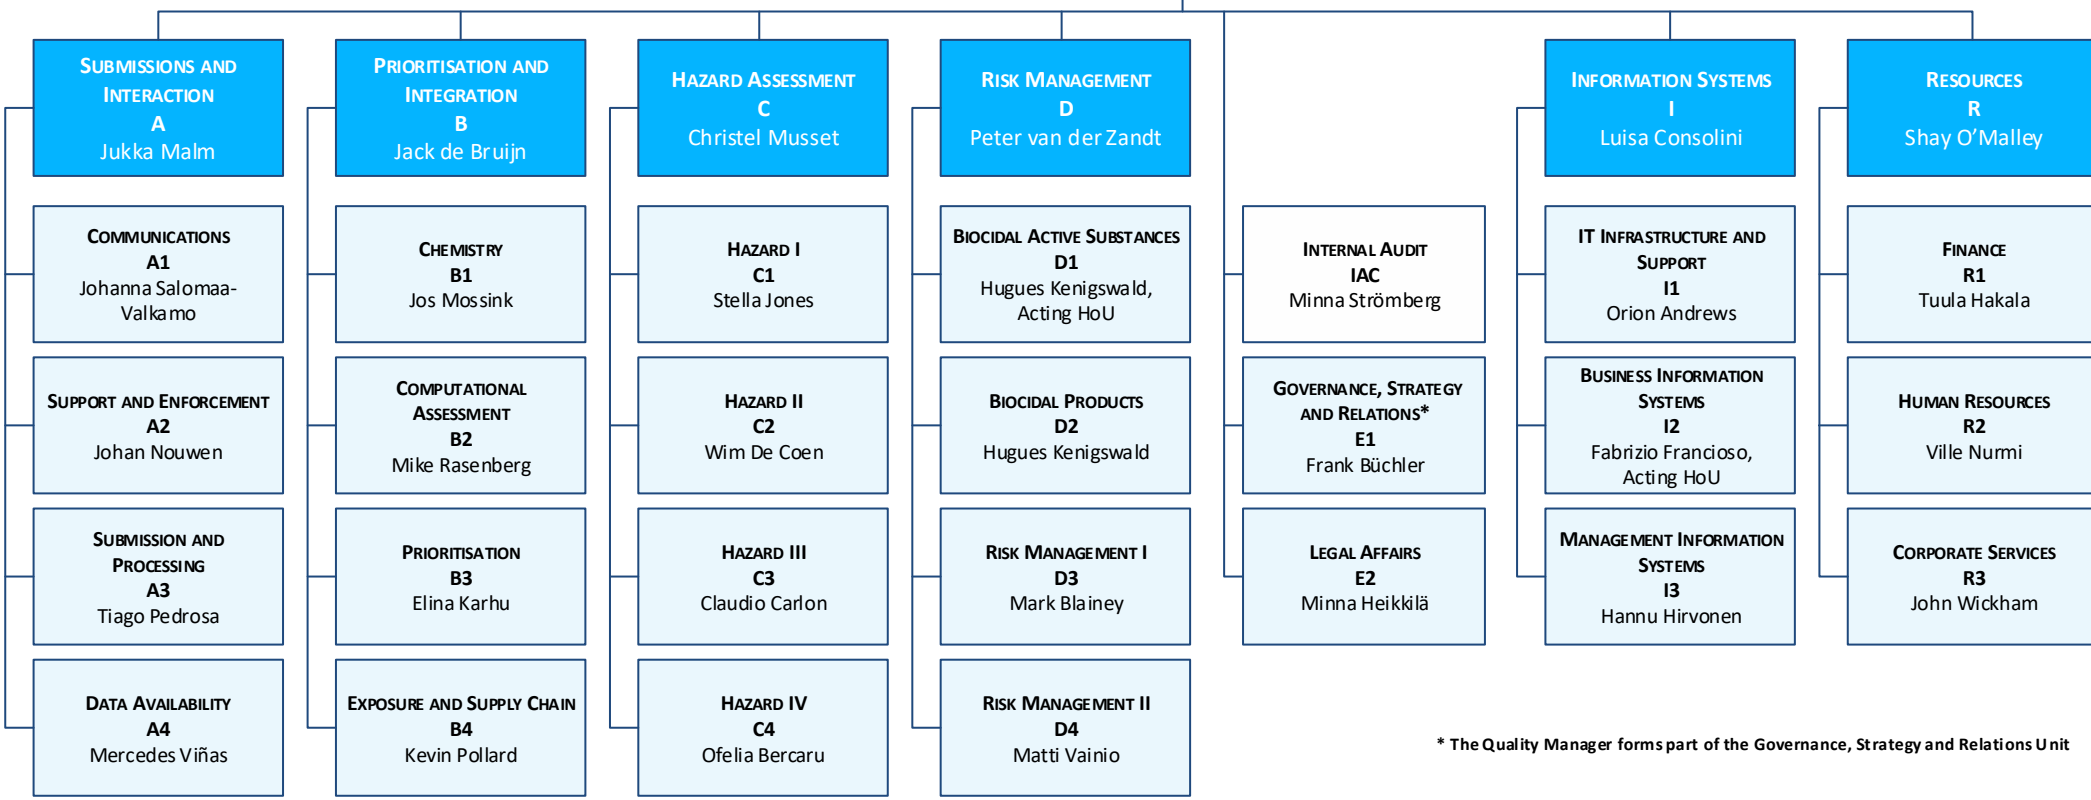 SUBMISSIONS AND
INTERACTION
A
Jukka Malm
PRIORITISATION AND
INTEGRATION
B
Jack de Bruijn
HAZARD ASSESSMENT
C
Christel Musset
RISK MANAGEMENT
D
Peter van der Zandt
INFORMATION SYSTEMS
I
Luisa Consolini
RESOURCES
R
Shay O’Malley
COMMUNICATIONS
A1
Johanna Salomaa-
Valkamo
SUPPORT AND ENFORCEMENT
A2
Johan Nouwen
SUBMISSION AND
PROCESSING
A3
Tiago Pedrosa
DATA AVAILABILITY
A4
Mercedes Viñas
CHEMISTRY
B1
Jos Mossink
COMPUTATIONAL
ASSESSMENT
B2
Mike Rasenberg
PRIORITISATION
B3
Elina Karhu
EXPOSURE AND SUPPLY CHAIN
B4
Kevin Pollard
HAZARD I
C1
Stella Jones
HAZARD II
C2
Wim De Coen
HAZARD III
C3
Claudio Carlon
HAZARD IV
C4
Ofelia Bercaru
BIOCIDAL ACTIVE SUBSTANCES
D1
Hugues Kenigswald,
Acting HoU
BIOCIDAL PRODUCTS
D2
Hugues Kenigswald
RISK MANAGEMENT I
D3
Mark Blainey
RISK MANAGEMENT II
D4
Matti Vainio
INTERNAL AUDIT
IAC
Minna Strömberg
GOVERNANCE, STRATEGY
AND RELATIONS*
E1
Frank Büchler
LEGAL AFFAIRS
E2
Minna Heikkilä
IT INFRASTRUCTURE AND
SUPPORT
I1
Orion Andrews
BUSINESS INFORMATION
SYSTEMS
I2
Fabrizio Francioso,
Acting HoU
MANAGEMENT INFORMATION
SYSTEMS
I3
Hannu Hirvonen
FINANCE
R1
Tuula Hakala
HUMAN RESOURCES
R2
Ville Nurmi
CORPORATE SERVICES
R3
John Wickham
* The Quality Manager forms part of the Governance, Strategy and Relations Unit